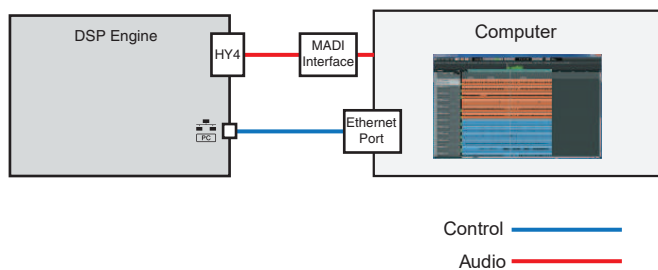 DSP Engine
HY4
MADI
Interface
Computer
Ethernet
Port
PC
Control
Audio